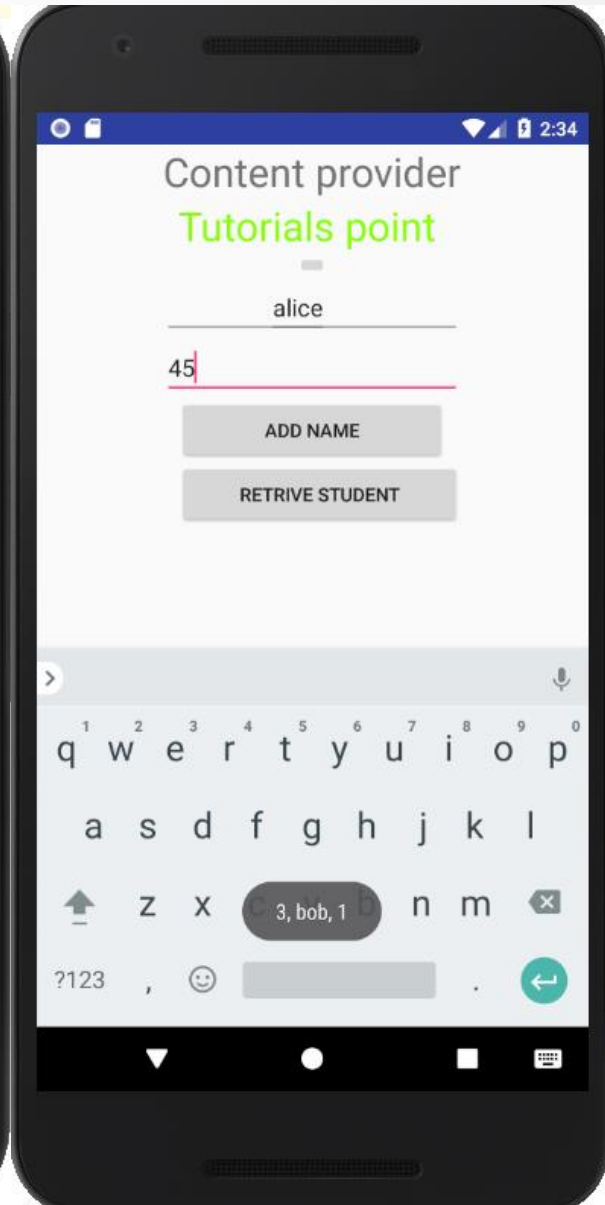 2:34
Content provider
Tutorials point
alice
45
ADD NAME
RETRIVE STUDENT
1 2 3 4 5 6 7 8 9 0
q w e r t y u i o p
a s d f g h j k l
z x c v b n m
3, bob, 1
?123 , .